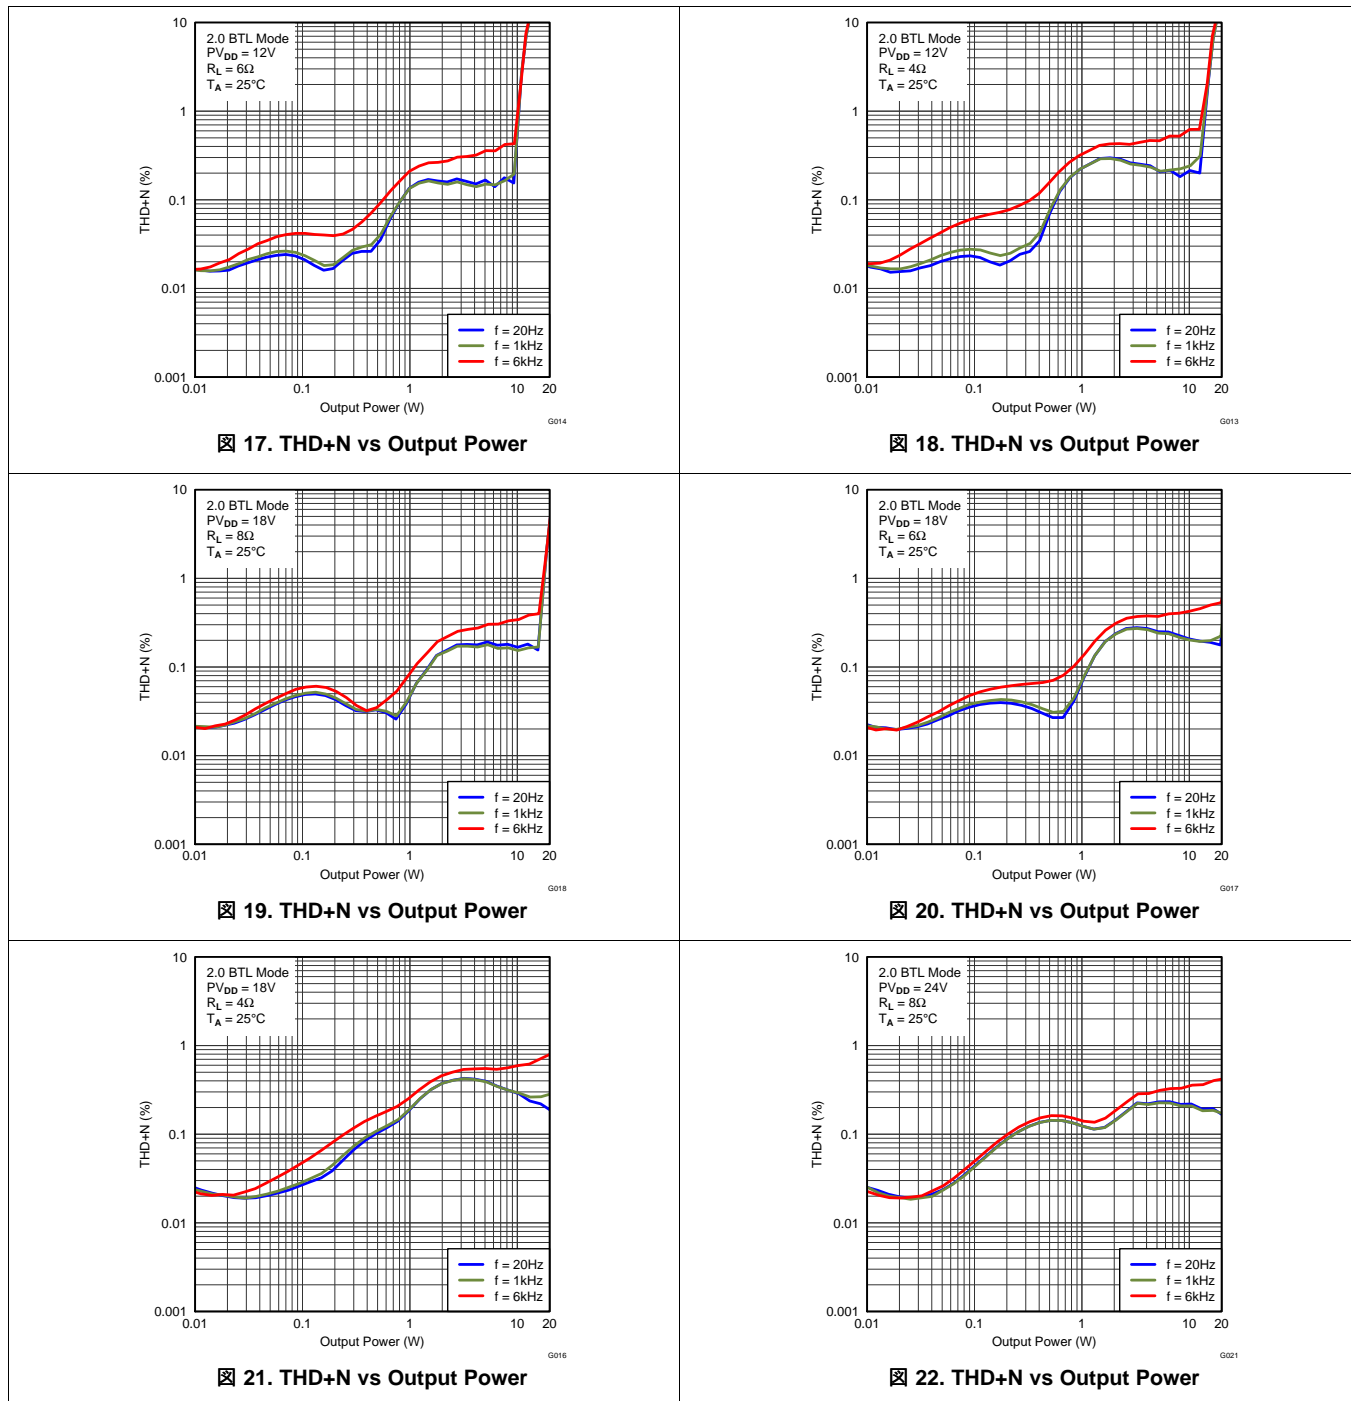 10
1
0.1
0.01
0.001
THD+N (%)
2.0 BTL Mode
PVDD = 12V
RL = 6Ω
TA = 25°C
f = 20Hz
f = 1kHz
f = 6kHz
0.01 0.1 1 10 20
Output Power (W)
G014
図 17. THD+N vs Output Power
10
1
0.1
0.01
0.001
THD+N (%)
2.0 BTL Mode
PVDD = 12V
RL = 4Ω
TA = 25°C
f = 20Hz
f = 1kHz
f = 6kHz
0.01 0.1 1 10 20
Output Power (W)
G013
図 18. THD+N vs Output Power
10
1
0.1
0.01
0.001
THD+N (%)
2.0 BTL Mode
PVDD = 18V
RL = 8Ω
TA = 25°C
f = 20Hz
f = 1kHz
f = 6kHz
0.01 0.1 1 10 20
Output Power (W)
G018
図 19. THD+N vs Output Power
10
1
0.1
0.01
0.001
THD+N (%)
2.0 BTL Mode
PVDD = 18V
RL = 6Ω
TA = 25°C
f = 20Hz
f = 1kHz
f = 6kHz
0.01 0.1 1 10 20
Output Power (W)
G017
図 20. THD+N vs Output Power
10
1
0.1
0.01
0.001
THD+N (%)
2.0 BTL Mode
PVDD = 18V
RL = 4Ω
TA = 25°C
f = 20Hz
f = 1kHz
f = 6kHz
0.01 0.1 1 10 20
Output Power (W)
G016
図 21. THD+N vs Output Power
10
1
0.1
0.01
0.001
THD+N (%)
2.0 BTL Mode
PVDD = 24V
RL = 8Ω
TA = 25°C
f = 20Hz
f = 1kHz
f = 6kHz
0.01 0.1 1 10 20
Output Power (W)
G021
図 22. THD+N vs Output Power